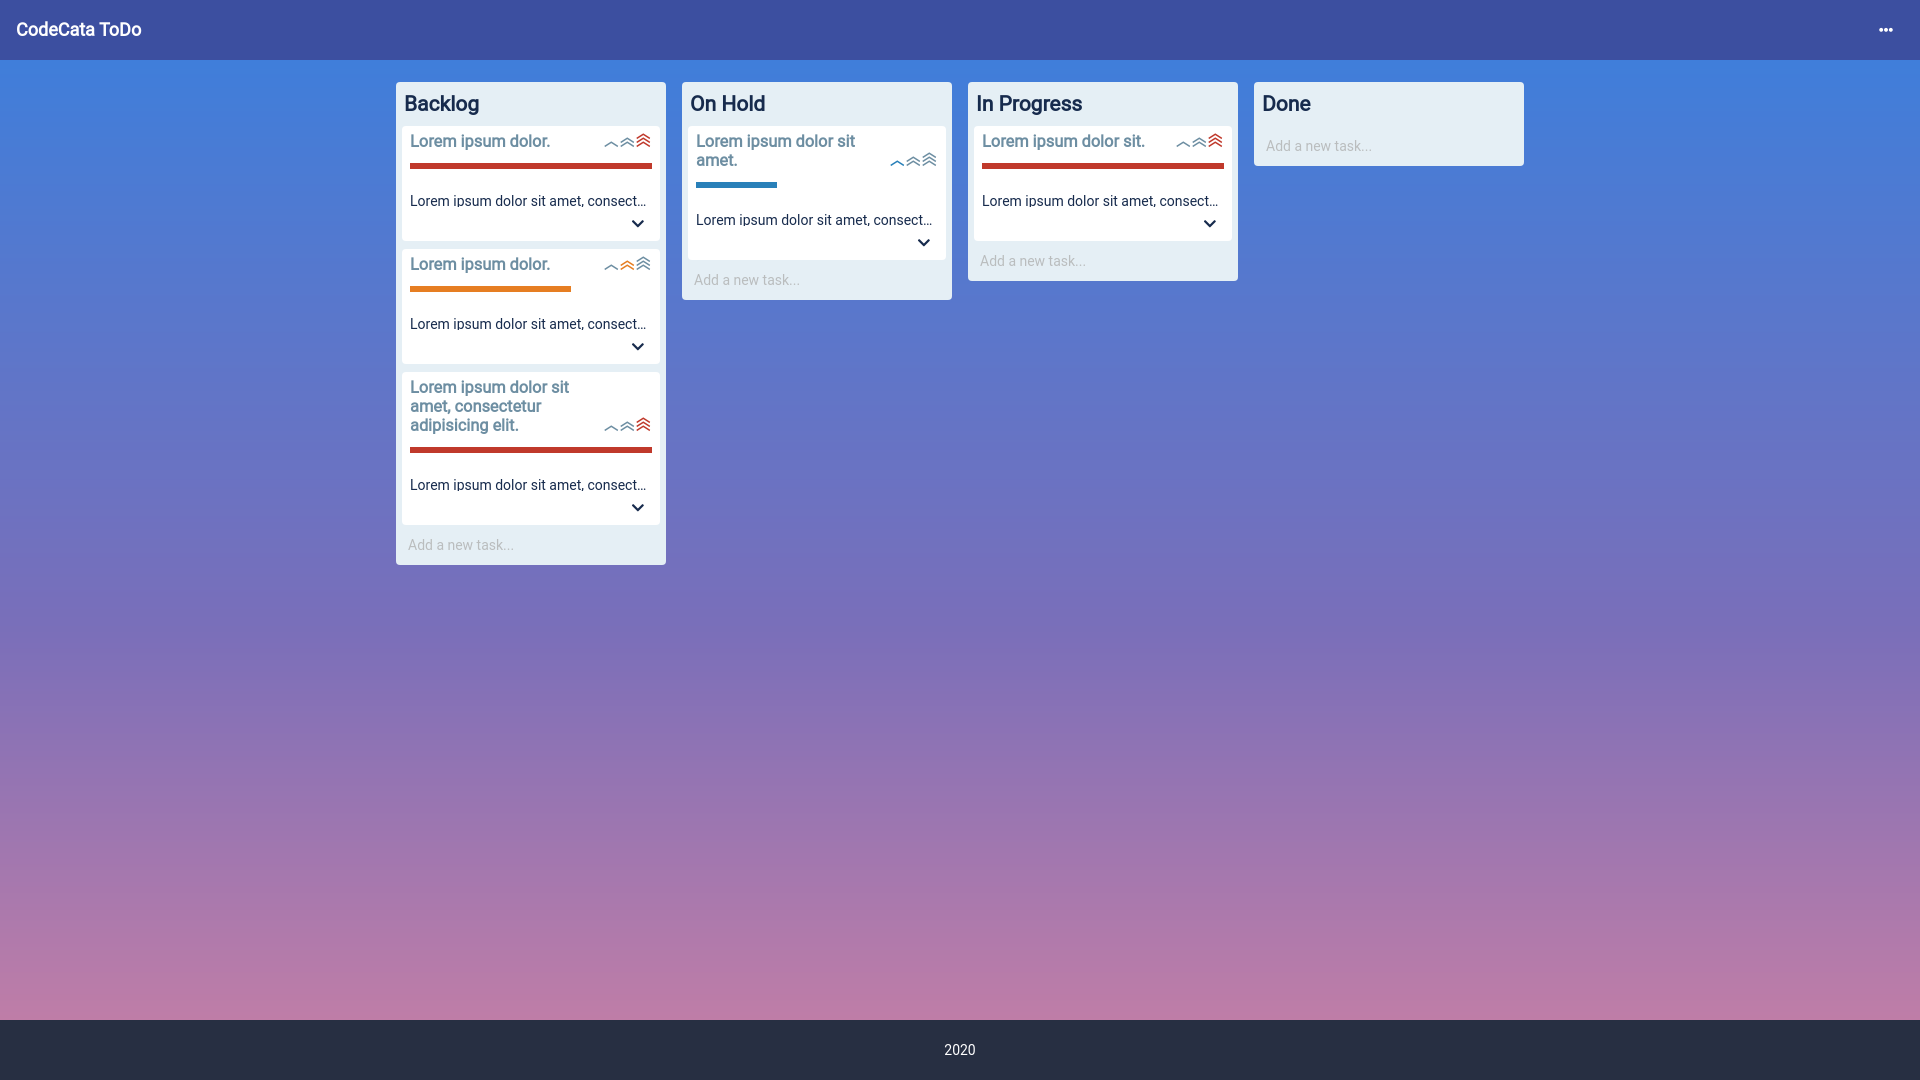 CodeCata ToDo
Backlog
Lorem ipsum dolor.
Lorem ipsum dolor sit amet, consect...
Lorem ipsum dolor.
Lorem ipsum dolor sit amet, consect...
Lorem ipsum dolor sit
amet, consectetur
adipisicing elit.
Lorem ipsum dolor sit amet, consect...
Add a new task...
On Hold
Lorem ipsum dolor sit
amet.
Lorem ipsum dolor sit amet, consect...
Add a new task...
In Progress
Lorem ipsum dolor sit.
Lorem ipsum dolor sit amet, consect...
Add a new task...
Done
Add a new task...
2020